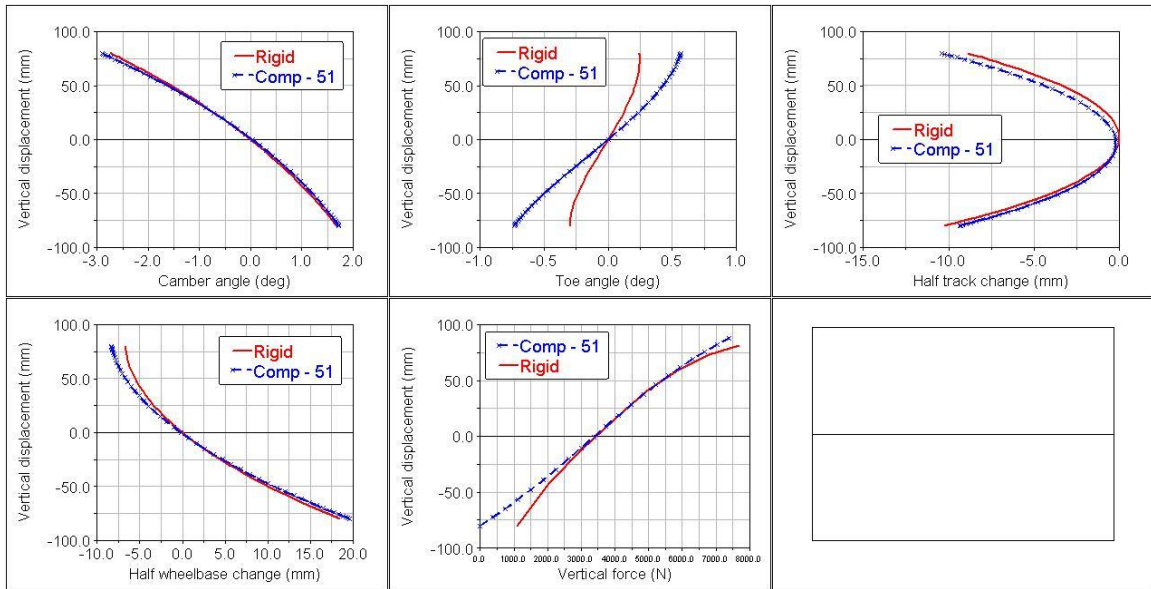 100.0
50.0
0.0
-50.0
-100.0
Vertical displacement (mm)
Rigid
Comp - 51
-3.0 -2.0 -1.0 0.0 1.0 2.0
Camber angle (deg)
100.0
50.0
0.0
-50.0
-100.0
Vertical displacement (mm)
Rigid
Comp - 51
-1.0 -0.5 0.0 0.5 1.0
Toe angle (deg)
100.0
50.0
0.0
-50.0
-100.0
Vertical displacement (mm)
Rigid
Comp - 51
-15.0 -10.0 -5.0 0.0
Half track change (mm)
100.0
50.0
0.0
-50.0
-100.0
Vertical displacement (mm)
Rigid
Comp - 51
-10.0 -5.0 0.0 5.0 10.0 15.0 20.0
Half wheelbase change (mm)
100.0
50.0
0.0
-50.0
-100.0
Vertical displacement (mm)
Comp - 51
Rigid
0.0 1000.0 2000.0 3000.0 4000.0 5000.0 6000.0 7000.0 8000.0
Vertical force (N)